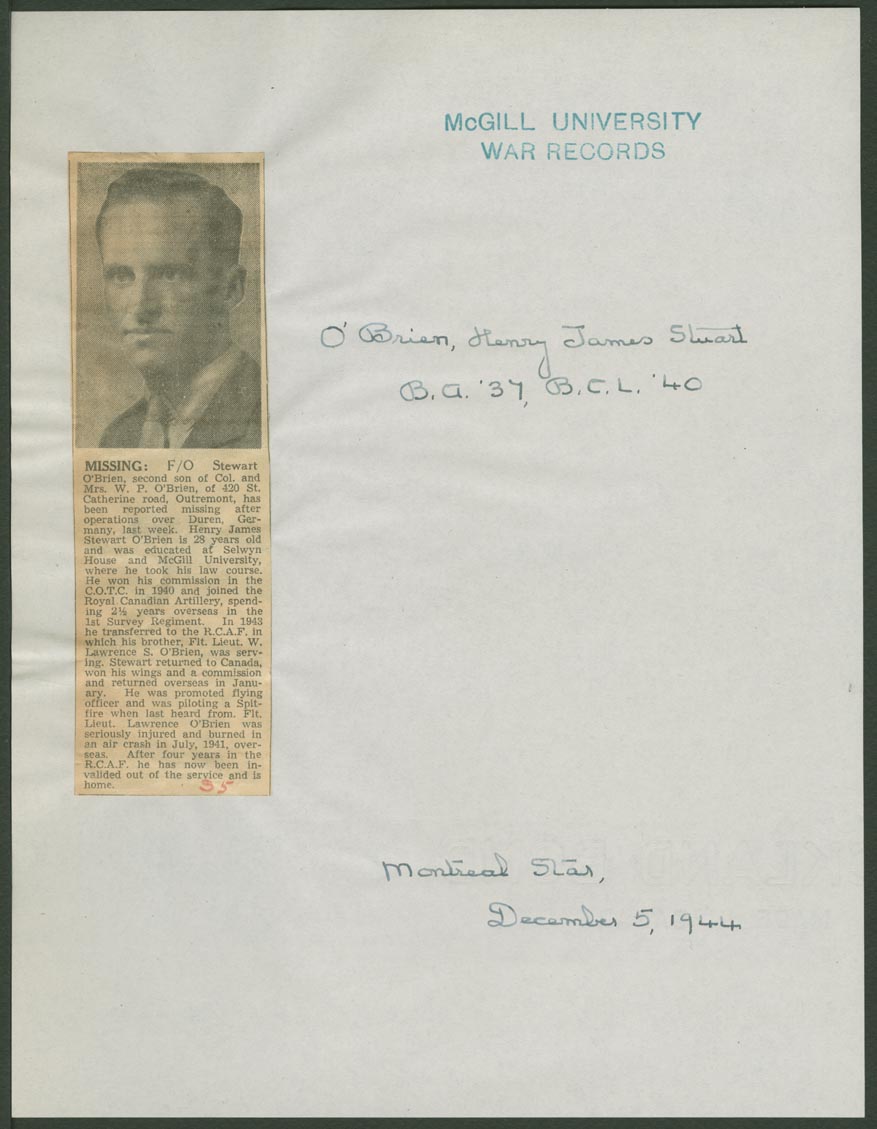 McGILL UNIVERSITY
WAR RECORDS
O'Brien, Henry James Stuart
B.A. '37, B.C.L. '40
MISSING: F/O Stewart
O'Brien, second son of Col. and
Mrs. W. P. O'Brien, of 420 St.
Catherine road, Outremont, has
been reported missing after
operations over Duren, Ger-
many, last week. Henry James
Stewart O'Brien is 28 years old
and was educated at Selwyn
House and McGill University,
where he took his law course.
He won his commission in the
C.O.T.C. in 1940 and joined the
Royal Canadian Artillery, spend-
ing 2½ years overseas in the
1st Survey Regiment. In 1943
he transferred to the R.C.A.F. in
which his brother, Flt. Lieut. W.
Lawrence S. O'Brien, was serv-
ing. Stewart returned to Canada,
won his wings and a commission
and returned overseas in Janu-
ary. He was promoted flying
officer and was piloting a Spit-
fire when last heard from. Flt.
Lieut. Lawrence O'Brien was
seriously injured and burned in
an air crash in July, 1941, over-
seas. After four years in the
R.C.A.F. he has now been in-
valided out of the service and is
home.
S5
Montreal Star,
December 5, 1944